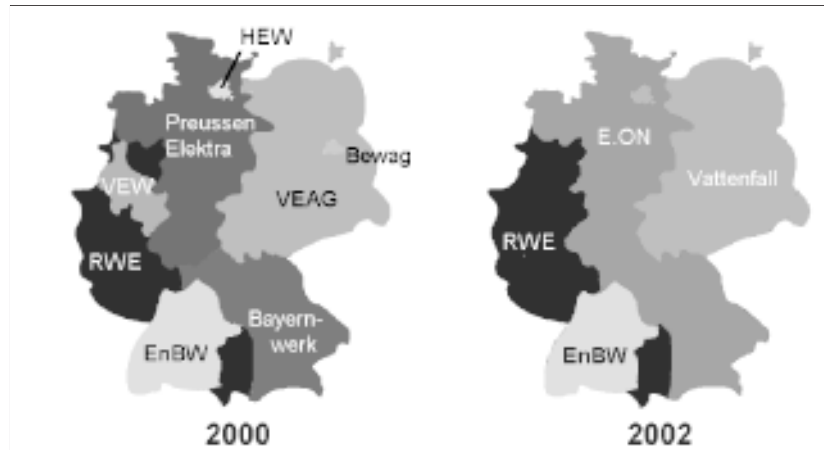 HEW
Preussen
Elektra
Bewag
VEW
VEAG
RWE
Bayern-
werk
EnBW
2000
E.ON
Vattenfall
RWE
EnBW
2002